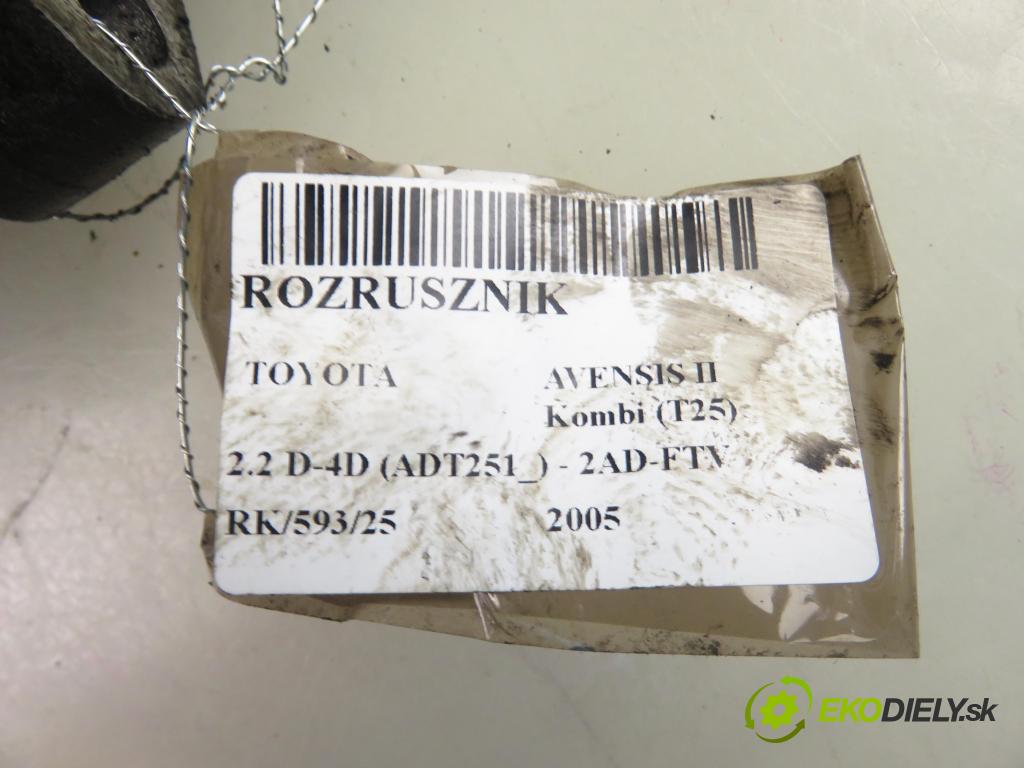 ROZRUSZNIK
TOYOTA AVENSIS II
Kombi (T25)
2.2 D-4D (ADT251_) - 2AD-FTV
RK/593/25 2005
EKODIELY.sk